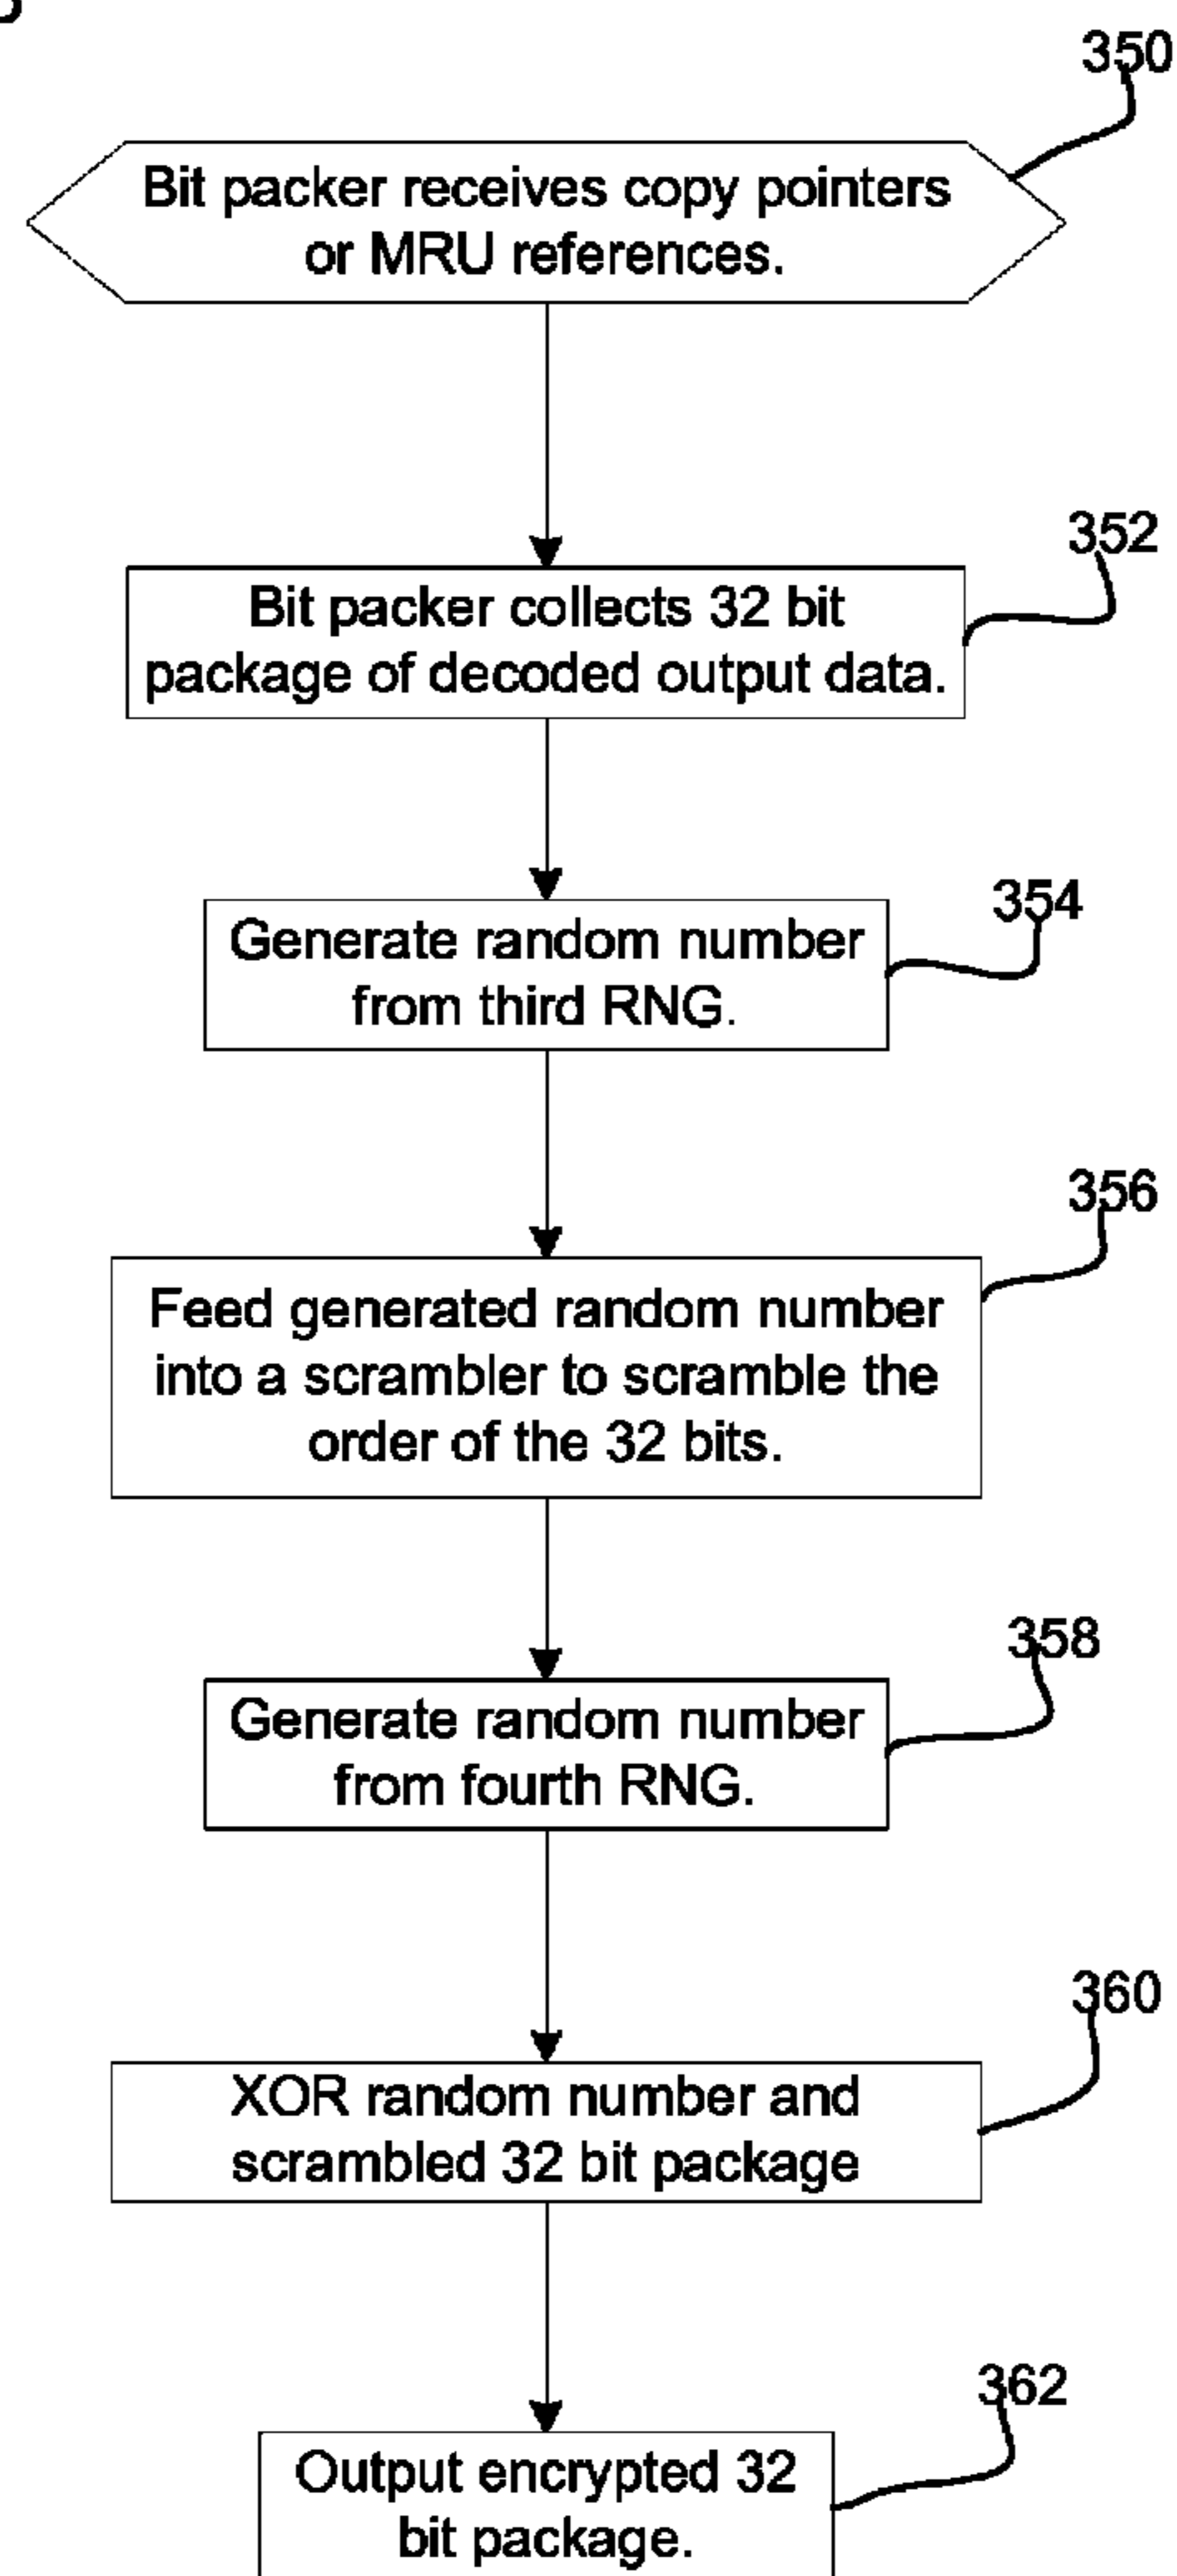 350
Bit packer receives copy pointers
or MRU references.
352
Bit packer collects 32 bit
package of decoded output data.
354
Generate random number
from third RNG.
356
Feed generated random number
into a scrambler to scramble the
order of the 32 bits.
358
Generate random number
from fourth RNG.
360
XOR random number and
scrambled 32 bit package
362
Output encrypted 32
bit package.